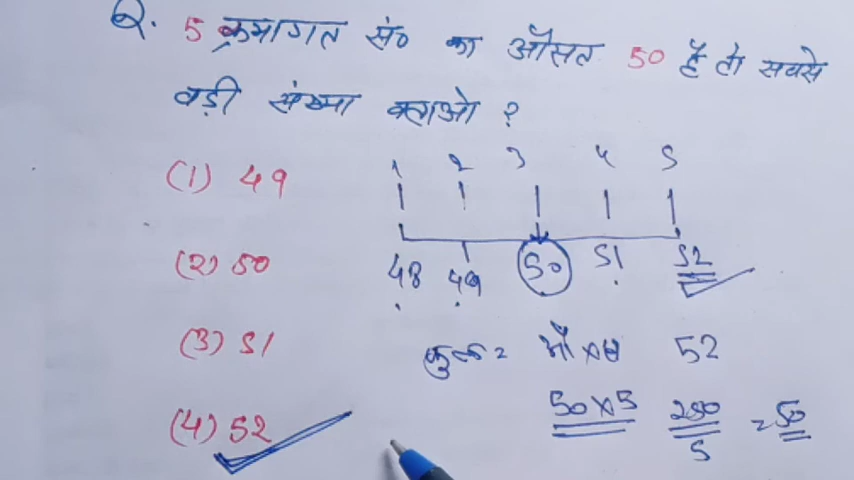 Q. 5 क्रमागत सं० का औसत 50 है तो सबसे
बड़ी संख्या बताओ ?
1 2 3 4 5
(1) 49
(2) 50
48 49 50 51 52
(3) 51
कुल = औ × सं 52
(4) 52
50 × 5 250/5 = 50